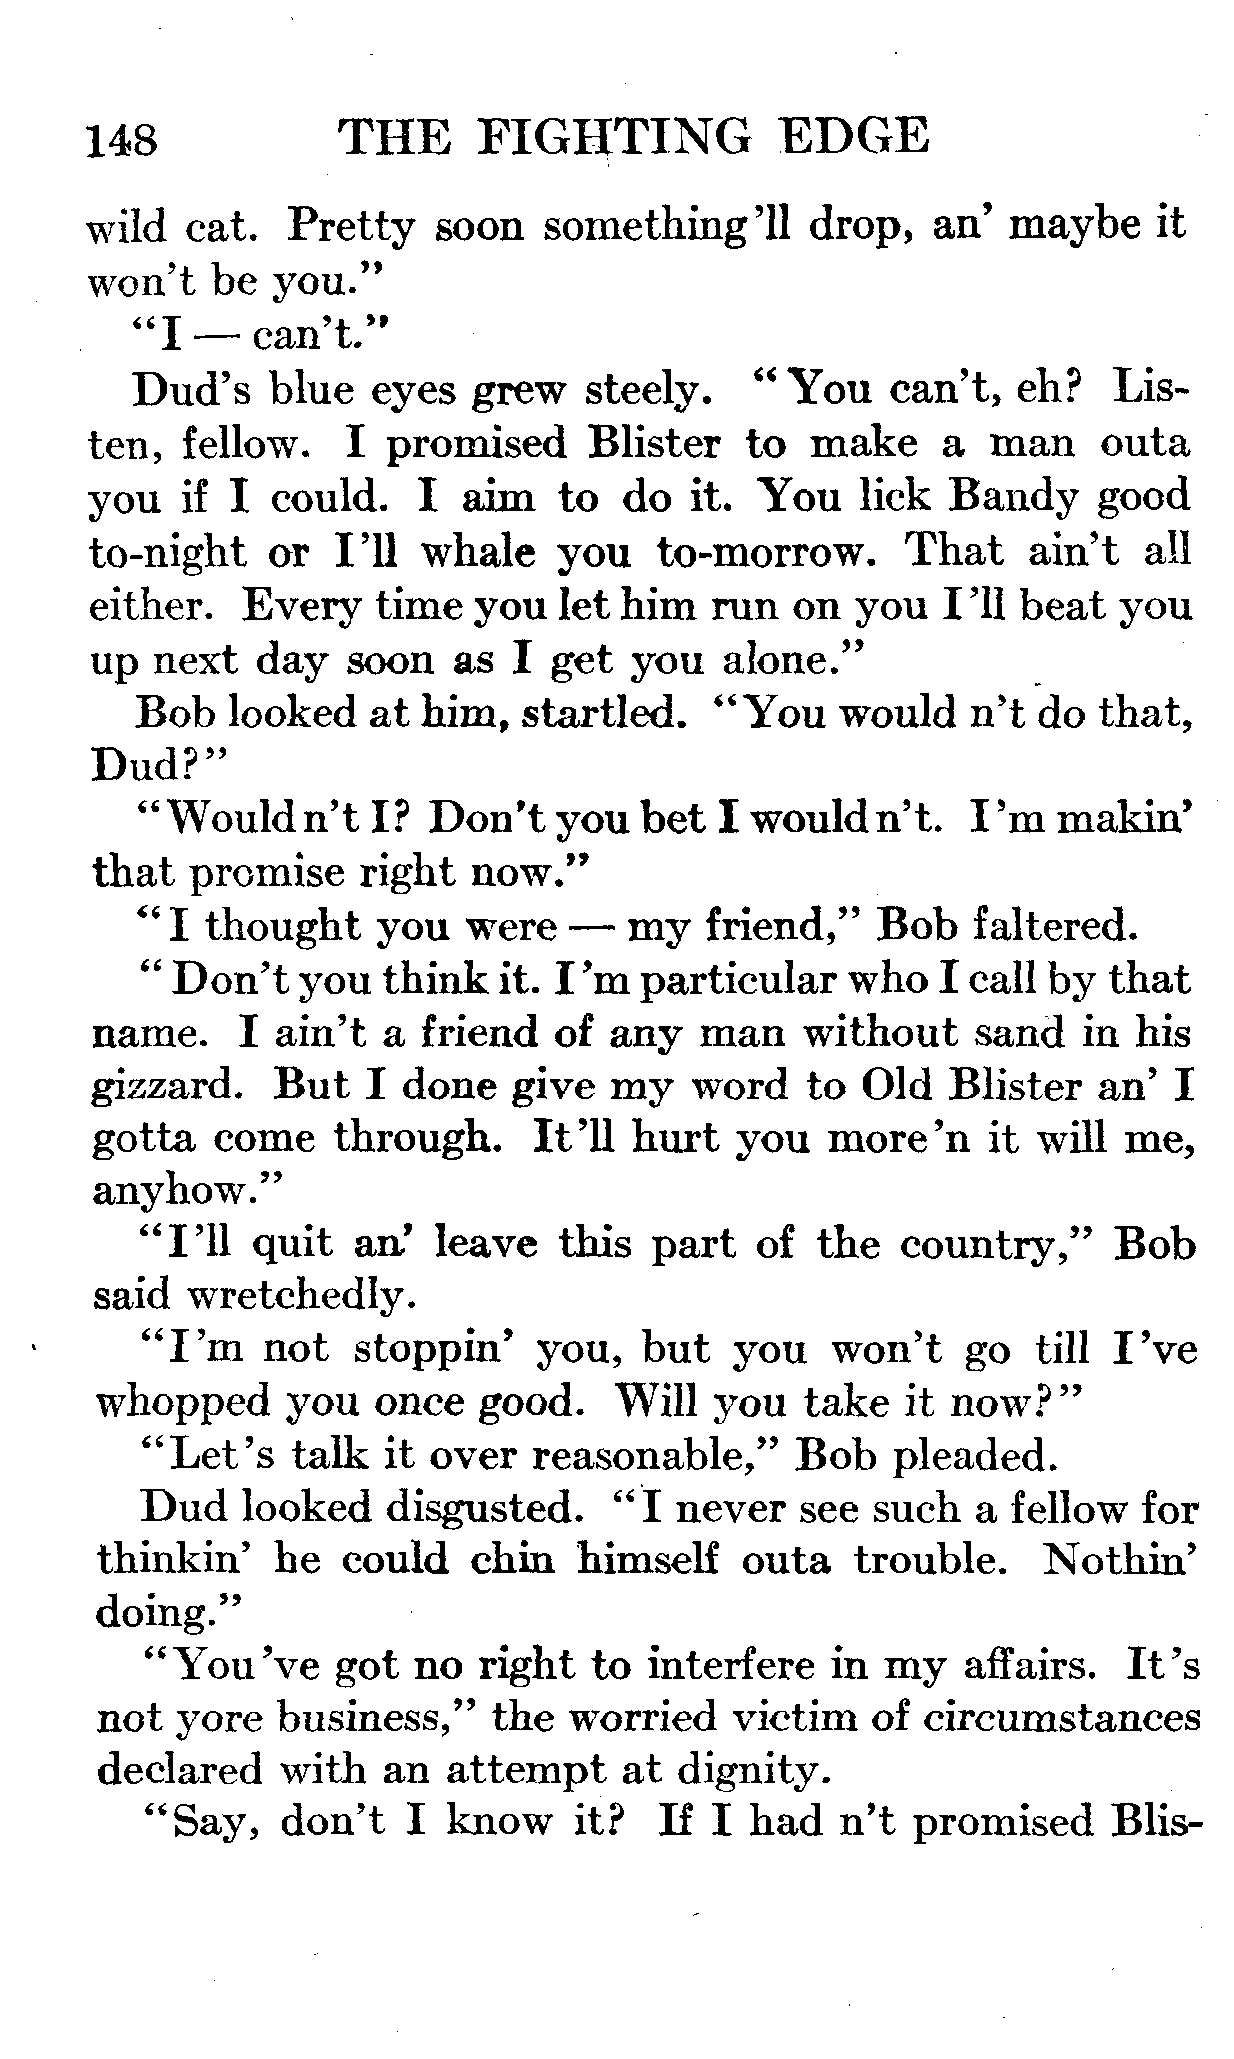 148 THE FIGHTING EDGE
wild cat. Pretty soon something'll drop, an' maybe it
won't be you."
"I — can't."
Dud's blue eyes grew steely. "You can't, eh? Lis-
ten, fellow. I promised Blister to make a man outa
you if I could. I aim to do it. You lick Bandy good
to-night or I'll whale you to-morrow. That ain't all
either. Every time you let him run on you I'll beat you
up next day soon as I get you alone."
Bob looked at him, startled. "You would n't do that,
Dud?"
"Would n't I? Don't you bet I would n't. I'm makin'
that promise right now."
"I thought you were — my friend," Bob faltered.
"Don't you think it. I'm particular who I call by that
name. I ain't a friend of any man without sand in his
gizzard. But I done give my word to Old Blister an' I
gotta come through. It'll hurt you more'n it will me,
anyhow."
"I'll quit an' leave this part of the country," Bob
said wretchedly.
"I'm not stoppin' you, but you won't go till I've
whopped you once good. Will you take it now?"
"Let's talk it over reasonable," Bob pleaded.
Dud looked disgusted. "I never see such a fellow for
thinkin' he could chin himself outa trouble. Nothin'
doing."
"You've got no right to interfere in my affairs. It's
not yore business," the worried victim of circumstances
declared with an attempt at dignity.
"Say, don't I know it? If I had n't promised Blis-